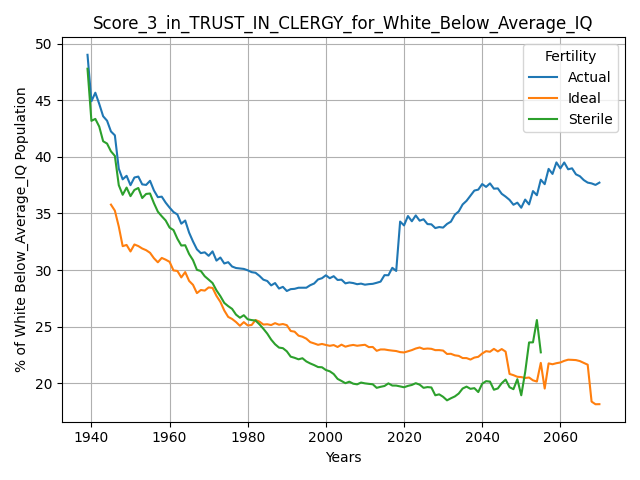 Score_3_in_TRUST_IN_CLERGY_for_White_Below_Average_IQ
% of White Below_Average_IQ Population
50
45
40
35
30
25
20
Fertility
Actual
Ideal
Sterile
1940 1960 1980 2000 2020 2040 2060
Years